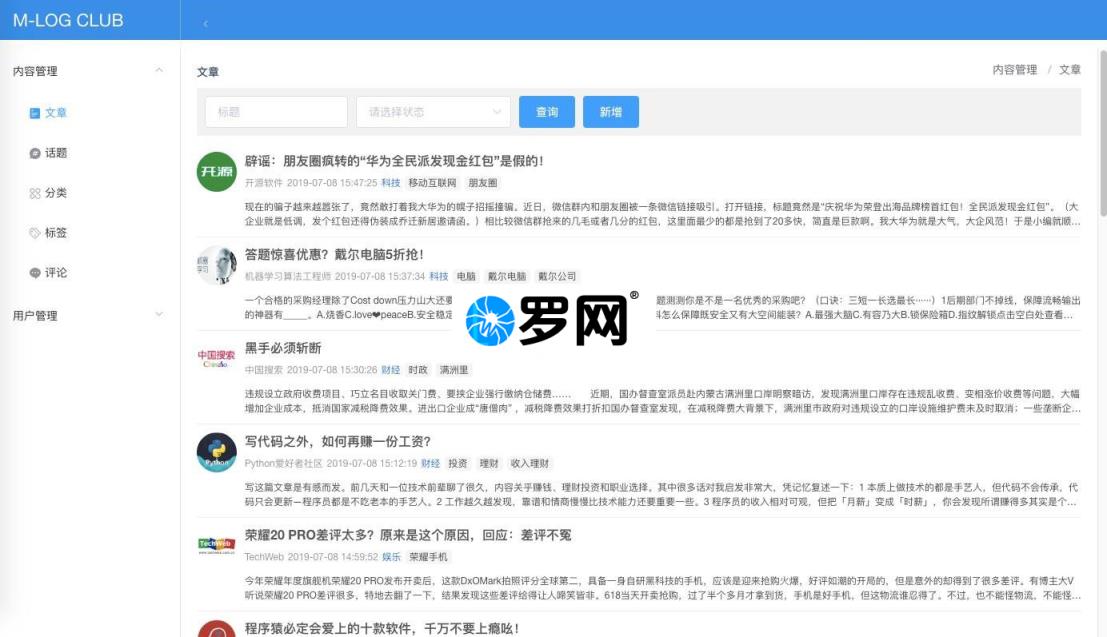 M-LOG CLUB
内容管理
文章
话题
分类
标签
评论
用户管理
文章
内容管理 / 文章
标题
请选择状态
查询
新增
开源
辟谣：朋友圈疯转的“华为全民派发现金红包”是假的！
开源软件 2019-07-08 15:47:25 科技 移动互联网 朋友圈
现在的骗子越来越嚣张了，竟然敢打着我大华为的幌子招摇撞骗。近日，微信群内和朋友圈被一条微信链接吸引。打开链接，标题竟然是“庆祝华为荣登出海品牌榜首红包！全民派发现金红包”。（大
企业就是低调，发个红包还得伪装成乔迁新居邀请函。）相比较微信群抢来的几毛或者几分的红包，这里面最少的都是抢到了20多快，简直是巨款啊。我大华为就是大气，大企风范！于是小编就顺...
答题惊喜优惠？戴尔电脑5折抢！
机器学习算法工程师 2019-07-08 15:37:34 科技 电脑 戴尔电脑 戴尔公司
一个合格的采购经理除了Cost down压力山大还要
题测测你是不是一名优秀的采购吧？（口诀：三短一长选最长……）1后期部门不掉线，保障流畅输出
的神器有_____。A.烧香C.love❤peaceB.安全稳定
怎么保障既安全又有大空间能装？A.最强大脑C.有容乃大B.锁保险箱D.指纹解锁点击空白处查看...
罗网®
中国搜索
黑手必须斩断
中国搜索 2019-07-08 15:30:26 财经 时政 满洲里
违规设立政府收费项目、巧立名目收取关门费、要挟企业强行缴纳仓储费…… 近期，国办督查室派员赴内蒙古满洲里口岸明察暗访，发现满洲里口岸存在违规乱收费、变相涨价收费等问题，大幅
增加企业成本，抵消国家减税降费效果。进出口企业成“唐僧肉”，减税降费效果打折扣国办督查室发现，在减税降费大背景下，满洲里市政府对违规设立的口岸设施维护费未及时取消；一些垄断企...
Python
写代码之外，如何再赚一份工资？
Python爱好者社区 2019-07-08 15:12:19 财经 投资 理财 收入理财
写这篇文章是有感而发。前几天和一位技术前辈聊了很久，内容关乎赚钱、理财投资和职业选择。其中很多话对我启发非常大，凭记忆复述一下：1 本质上做技术的都是手艺人，但代码不会传承，代
码只会更新—程序员都是不吃老本的手艺人。2 工作越久越发现，靠谱和情商慢慢比技术能力还要重要一些。3 程序员的收入相对可观，但把「月薪」变成「时薪」，你会发现所谓赚得多其实是个...
TechWeb
荣耀20 PRO差评太多？原来是这个原因，回应：差评不冤
TechWeb 2019-07-08 14:59:52 娱乐 荣耀手机
今年荣耀年度旗舰机荣耀20 PRO发布开卖后，这款DxOMark拍照评分全球第二，具备一身自研黑科技的手机，应该是迎来抢购火爆，好评如潮的开局的，但是意外的却得到了很多差评。有博主大V
听说荣耀20 PRO差评很多，特地去翻了一下，结果发现这些差评给得让人啼笑皆非。618当天开卖抢购，过了半个多月才拿到货，手机是好手机，但这物流谁忍得了。不过，也不能怪物流，不能怪...
程序猿必定会爱上的十款软件，千万不要上瘾吆！